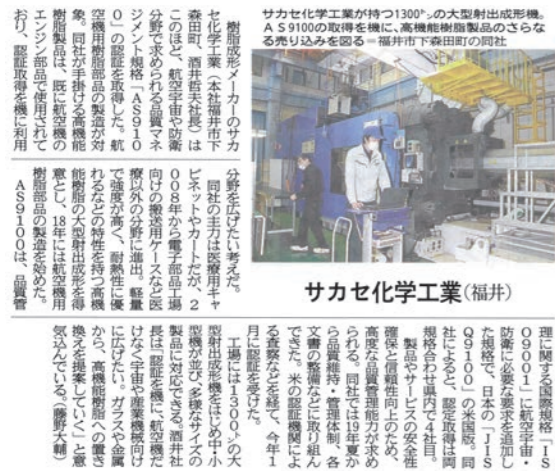 サカセ化学工業が持つ1300㌧の大型射出成形機。
AS9100の取得を機に、高機能樹脂製品のさらな
る売り込みを図る＝福井市下森田町の同社
サカセ化学工業(福井)
樹脂成形メーカーのサカ
セ化学工業（本社福井市下
森田町、酒井哲夫社長）は
このほど、航空宇宙や防衛
分野で求められる品質マネ
ジメント規格「AS910
0」の認証を取得した。航
空機用樹脂部品の製造が対
象。同社が手掛ける高機能
樹脂製品は、既に航空機の
エンジン部品で使用されて
おり、認証取得を機に利用
分野を広げたい考えだ。
同社の主力は医療用キャ
ビネットやカートだが、2
008年から電子部品工場
向けの搬送用ケースなど医
療以外の分野に進出。軽量
で強度が高く、耐熱性に優
れるなどの特性を持つ高機
能樹脂の大型射出成形を得
意とし、18年には航空機用
樹脂部品の製造を始めた。
AS9100は、品質管
理に関する国際規格「IS
O9001」に航空宇宙・
防衛に必要な要求を追加し
た規格で、日本の「JIS
Q9100」の米国版。同
社によると、認定取得は同
規格合わせ県内で4社目。
製品やサービスの安全性
確保と信頼性向上のため、
高度な品質管理能力が求め
られる。同社では19年夏か
ら品質維持・管理体制、各
文書の整備などに取り組ん
できた。米の認証機関によ
る査察などを経て、今年1
月に認証を受けた。
工場には1300㌧の大
型射出成形機をはじめ中・小
型機が並び、多様なサイズの
製品に対応できる。酒井社
長は「認証を機に、航空機だ
けなく宇宙や産業機械向け
に広げたい。ガラスや金属
から、高機能樹脂への置き
換えを提案していく」と意
気込んでいる。（藤野大輔）